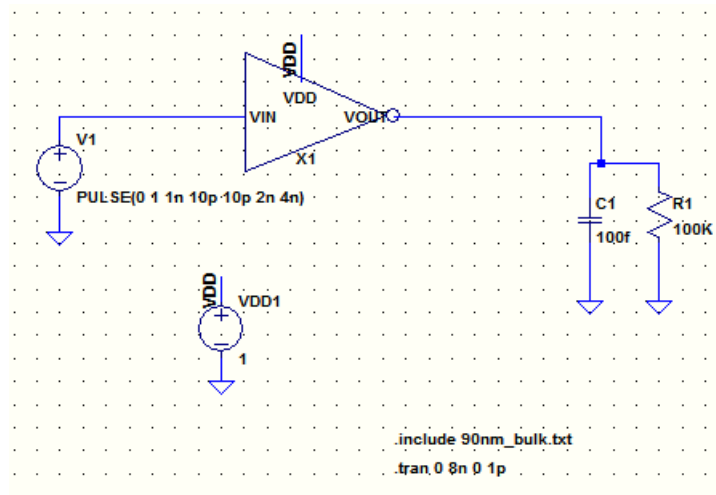 VDD
VDD
VIN
VOUT
X1
V1
PULSE(0 1 1n 10p 10p 2n 4n)
C1
100f
R1
100K
VDD
VDD1
1
.include 90nm_bulk.txt
.tran 0 8n 0 1p